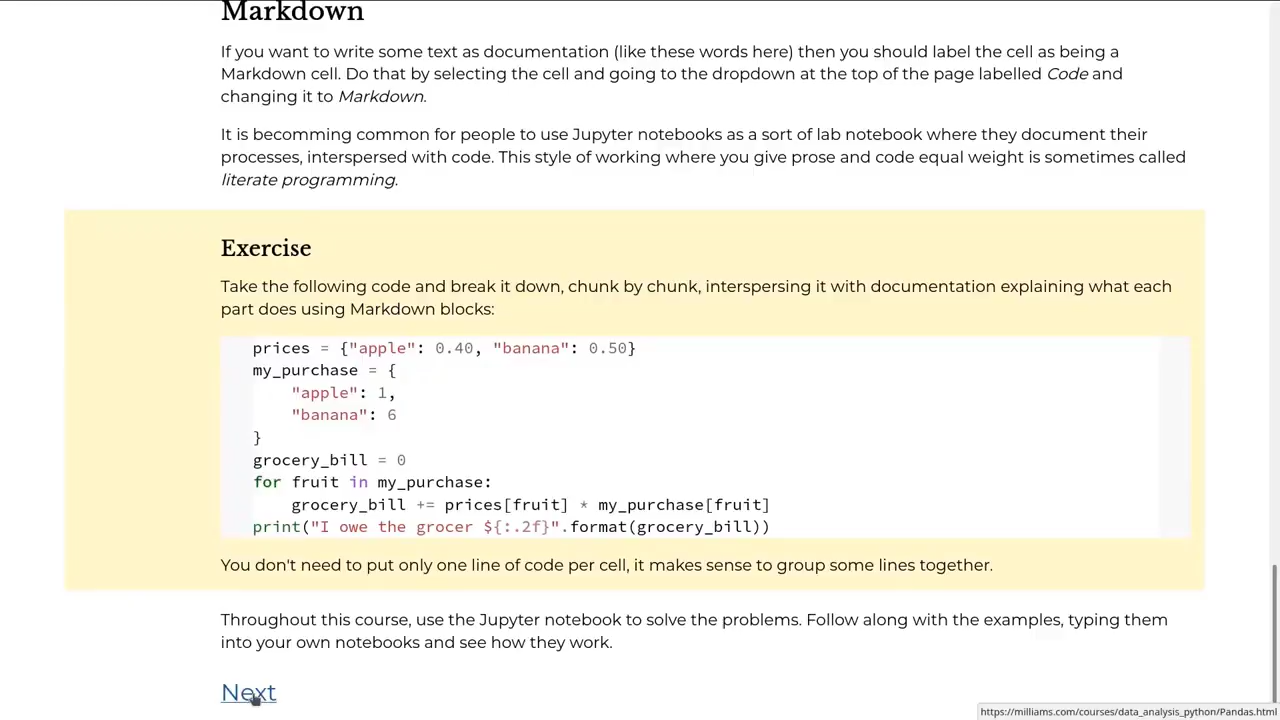 Markdown
If you want to write some text as documentation (like these words here) then you should label the cell as being a
Markdown cell. Do that by selecting the cell and going to the dropdown at the top of the page labelled Code and
changing it to Markdown.
It is becomming common for people to use Jupyter notebooks as a sort of lab notebook where they document their
processes, interspersed with code. This style of working where you give prose and code equal weight is sometimes called
literate programming.
Exercise
Take the following code and break it down, chunk by chunk, interspersing it with documentation explaining what each
part does using Markdown blocks:
prices = {"apple": 0.40, "banana": 0.50}
my_purchase = {
    "apple": 1,
    "banana": 6
}
grocery_bill = 0
for fruit in my_purchase:
    grocery_bill += prices[fruit] * my_purchase[fruit]
print("I owe the grocer ${:.2f}".format(grocery_bill))
You don't need to put only one line of code per cell, it makes sense to group some lines together.
Throughout this course, use the Jupyter notebook to solve the problems. Follow along with the examples, typing them
into your own notebooks and see how they work.
Next
https://milliams.com/courses/data_analysis_python/Pandas.html